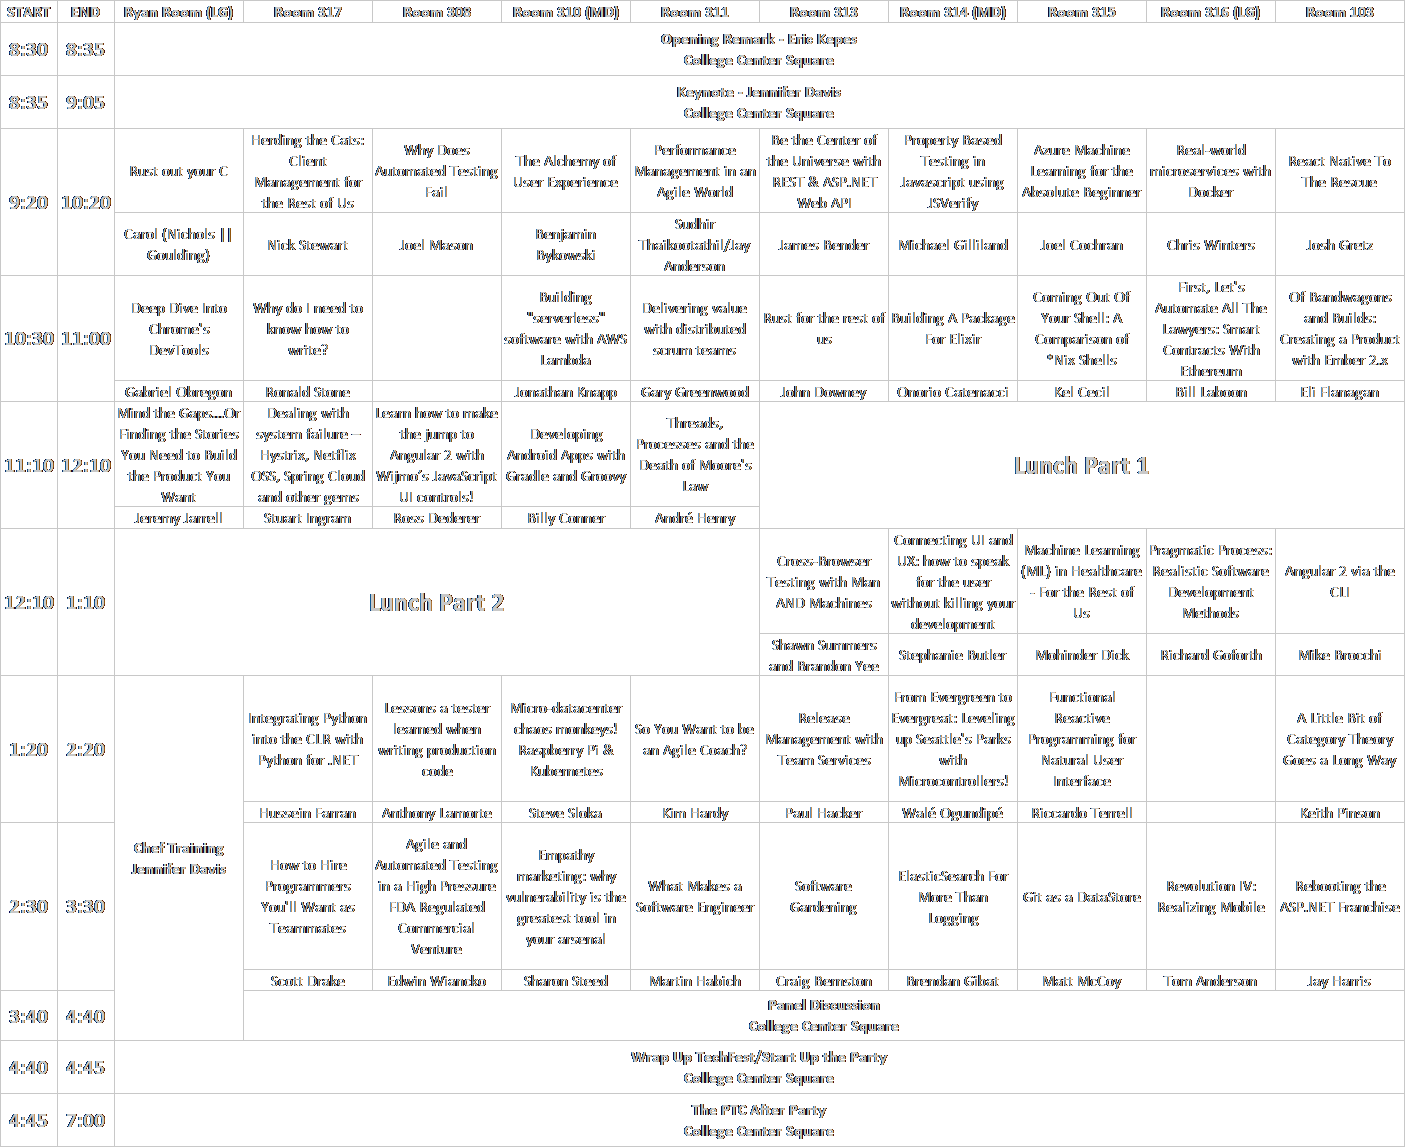 START END Ryan Room (LG) Room 317 Room 308 Room 310 (MD) Room 311 Room 313 Room 314 (MD) Room 315 Room 316 (LG) Room 103
8:30 8:35
Opening Remark - Eric Kepes
College Center Square
8:35 9:05
Keynote - Jennifer Davis
College Center Square
9:20 10:20
Rust out your C
Carol (Nichols ||
Goulding)
Herding the Cats:
Client
Management for
the Rest of Us
Nick Stewart
Why Does
Automated Testing
Fail
Joel Mason
The Alchemy of
User Experience
Benjamin
Bykowski
Performance
Management in an
Agile World
Sudhir
Thaikootathil/Jay
Anderson
Be the Center of
the Universe with
REST & ASP.NET
Web API
James Bender
Property Based
Testing in
Javascript using
JSVerify
Michael Gilliland
Azure Machine
Learning for the
Absolute Beginner
Joel Cochran
Real-world
microservices with
Docker
Chris Winters
React Native To
The Rescue
Josh Gretz
10:30 11:00
Deep Dive Into
Chrome's
DevTools
Gabriel Obregon
Why do I need to
know how to
write?
Ronald Stone
Building
"serverless"
software with AWS
Lambda
Jonathan Knapp
Delivering value
with distributed
scrum teams
Gary Greenwood
Rust for the rest of
us
John Downey
Building A Package
For Elixir
Onorio Catenacci
Coming Out Of
Your Shell: A
Comparison of
*Nix Shells
Kel Cecil
First, Let's
Automate All The
Lawyers: Smart
Contracts With
Ethereum
Bill Laboon
Of Bandwagons
and Builds:
Creating a Product
with Ember 2.x
Eli Flanagan
11:10 12:10
Mind the Gaps...Or
Finding the Stories
You Need to Build
the Product You
Want
Jeremy Jarrell
Dealing with
system failure –
Hystrix, Netflix
OSS, Spring Cloud
and other gems
Stuart Ingram
Learn how to make
the jump to
Angular 2 with
Wijmo's JavaScript
UI controls!
Ross Dederer
Developing
Android Apps with
Gradle and Groovy
Billy Conner
Threads,
Processes and the
Death of Moore's
Law
André Henry
Lunch Part 1
12:10 1:10
Lunch Part 2
Cross-Browser
Testing with Man
AND Machines
Shawn Summers
and Brandon Yee
Connecting UI and
UX: how to speak
for the user
without killing your
development
Stephanie Butler
Machine Learning
(ML) in Healthcare
- For the Rest of
Us
Mohinder Dick
Pragmatic Process:
Realistic Software
Development
Methods
Richard Goforth
Angular 2 via the
CLI
Mike Brocchi
1:20 2:20
Chef Training
Jennifer Davis
Integrating Python
into the CLR with
Python for .NET
Hussein Farran
Lessons a tester
learned when
writing production
code
Anthony Lamorte
Micro-datacenter
chaos monkeys!
Raspberry Pi &
Kubernetes
Steve Sloka
So You Want to be
an Agile Coach?
Kim Hardy
Release
Management with
Team Services
Paul Hacker
From Evergreen to
Evergreat: Leveling
up Seattle's Parks
with
Microcontrollers!
Walé Ogundipé
Functional
Reactive
Programming for
Natural User
Interface
Riccardo Terrell
A Little Bit of
Category Theory
Goes a Long Way
Keith Pinson
2:30 3:30
How to Hire
Programmers
You'll Want as
Teammates
Scott Drake
Agile and
Automated Testing
in a High Pressure
FDA Regulated
Commercial
Venture
Edwin Wiancko
Empathy
marketing: why
vulnerability is the
greatest tool in
your arsenal
Sharon Steed
What Makes a
Software Engineer
Martin Habich
Software
Gardening
Craig Bernston
ElasticSearch For
More Than
Logging
Brendan Gibat
Git as a DataStore
Matt McCoy
Revolution IV:
Realizing Mobile
Tom Anderson
Rebooting the
ASP.NET Franchise
Jay Harris
3:40 4:40
Panel Discussion
College Center Square
4:40 4:45
Wrap Up TechFest/Start Up the Party
College Center Square
4:45 7:00
The PTC After Party
College Center Square